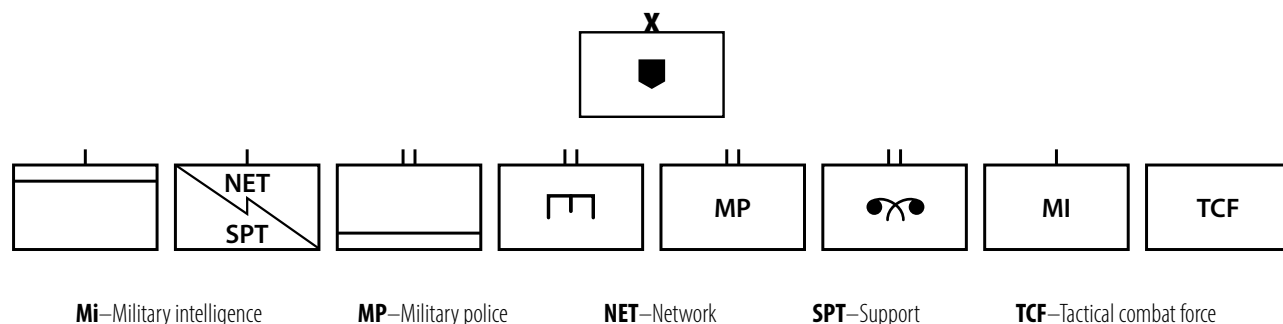 X
NET
SPT
MP
MI
TCF
Mi–Military intelligence MP–Military police NET–Network SPT–Support TCF–Tactical combat force